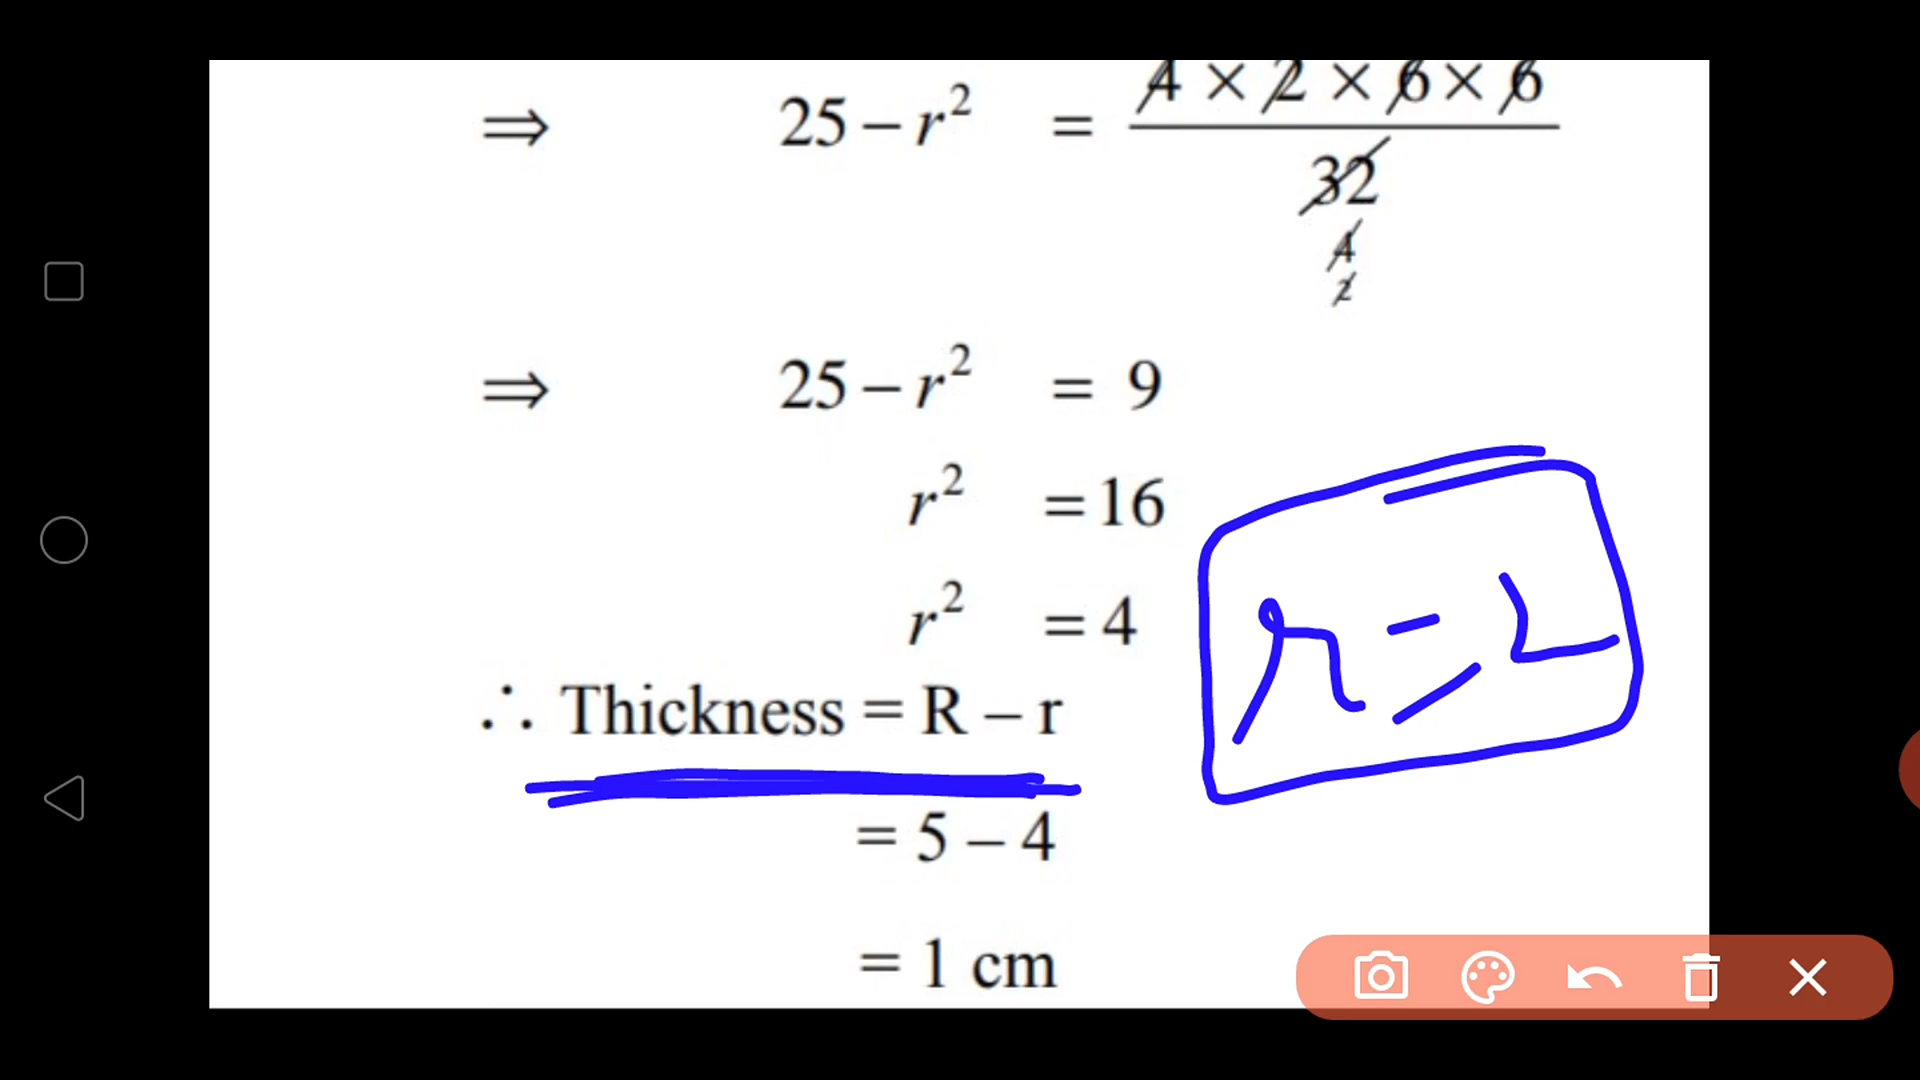 ⇒ 25 – r² = 4 × 2 × 6 × 6
32
4
2
⇒ 25 – r² = 9
r² = 16
r² = 4
∴ Thickness = R – r
= 5 – 4
= 1 cm